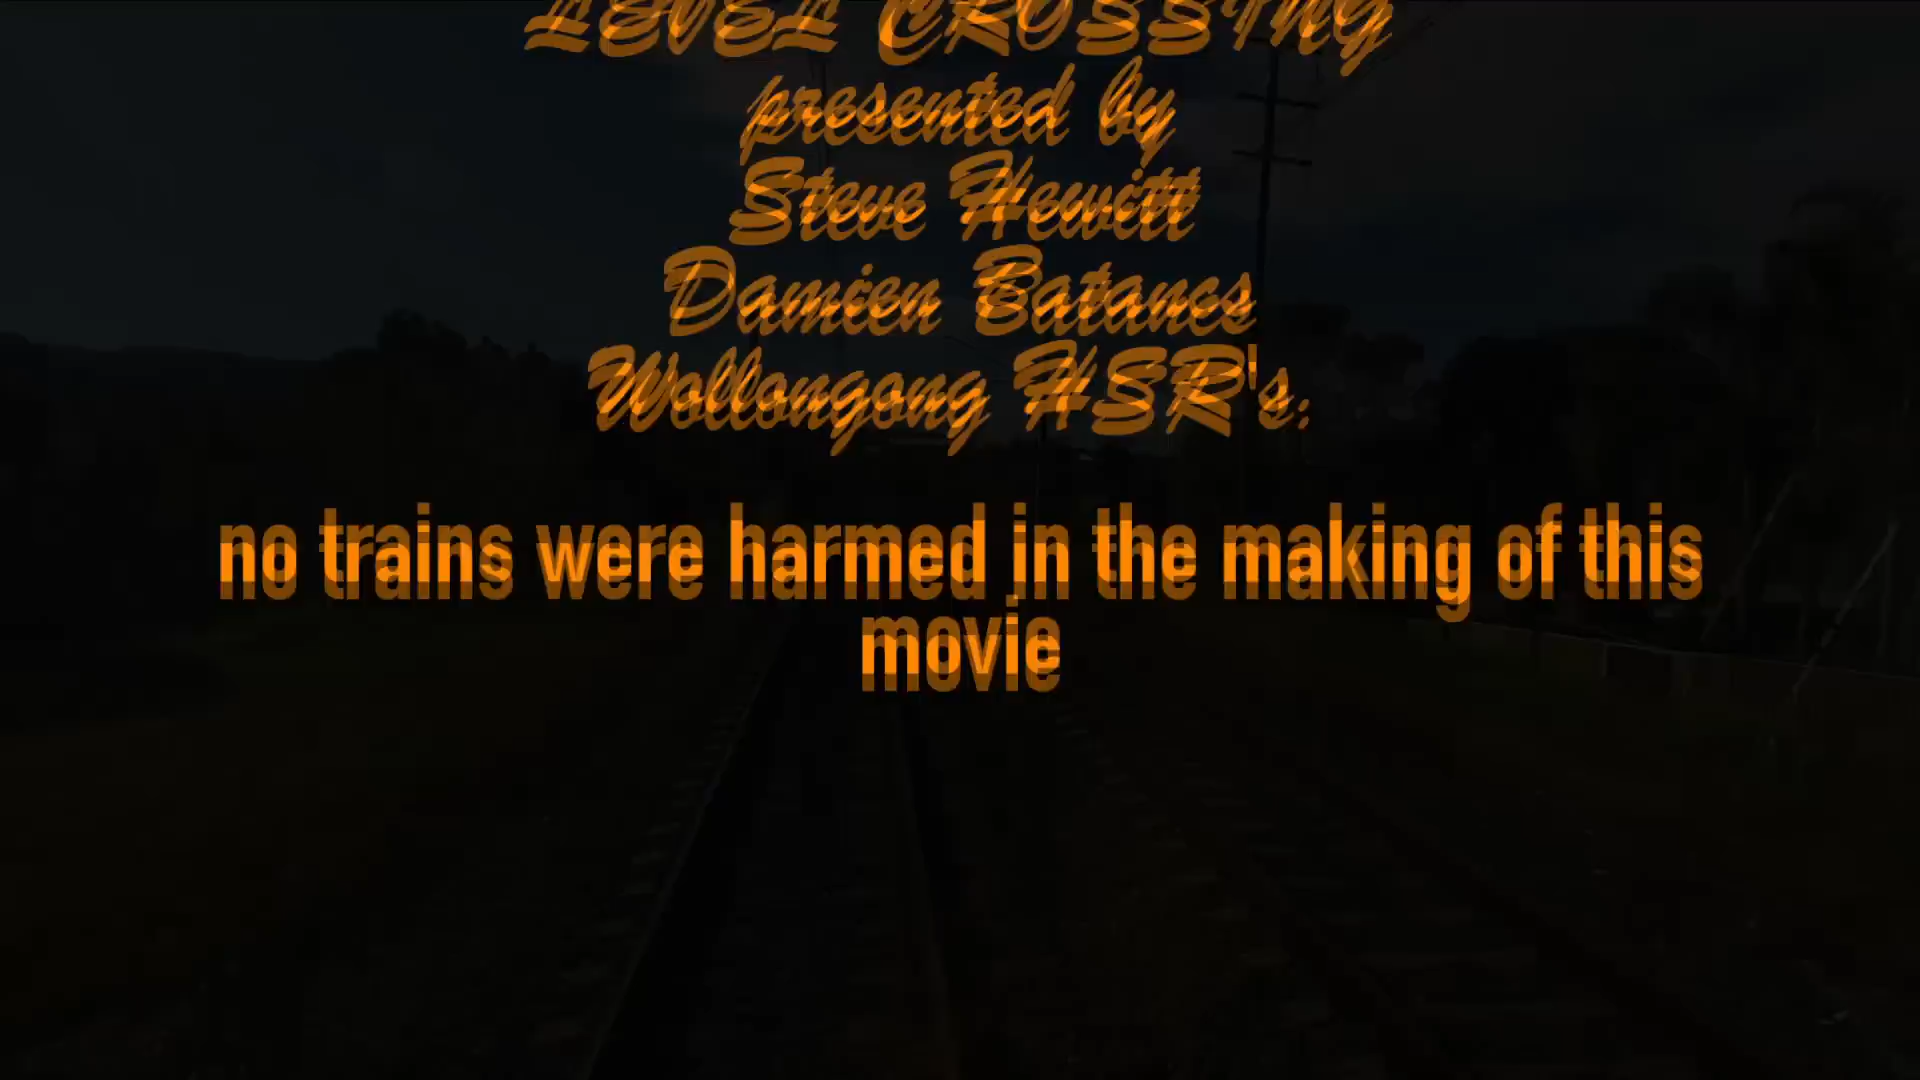 LEVEL CROSSING
presented by
Steve Hewitt
Damien Batancs
Wollongong HSR's.
no trains were harmed in the making of this
movie